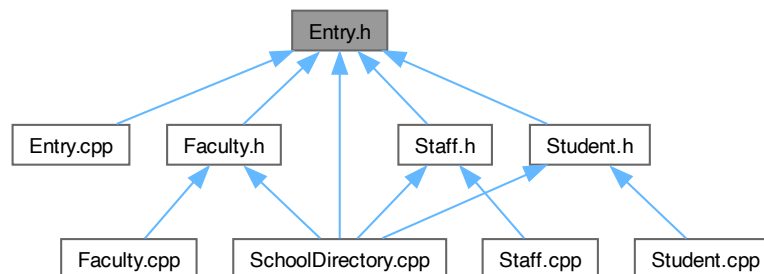 Entry.h
Entry.cpp
Faculty.h
Staff.h
Student.h
Faculty.cpp
SchoolDirectory.cpp
Staff.cpp
Student.cpp